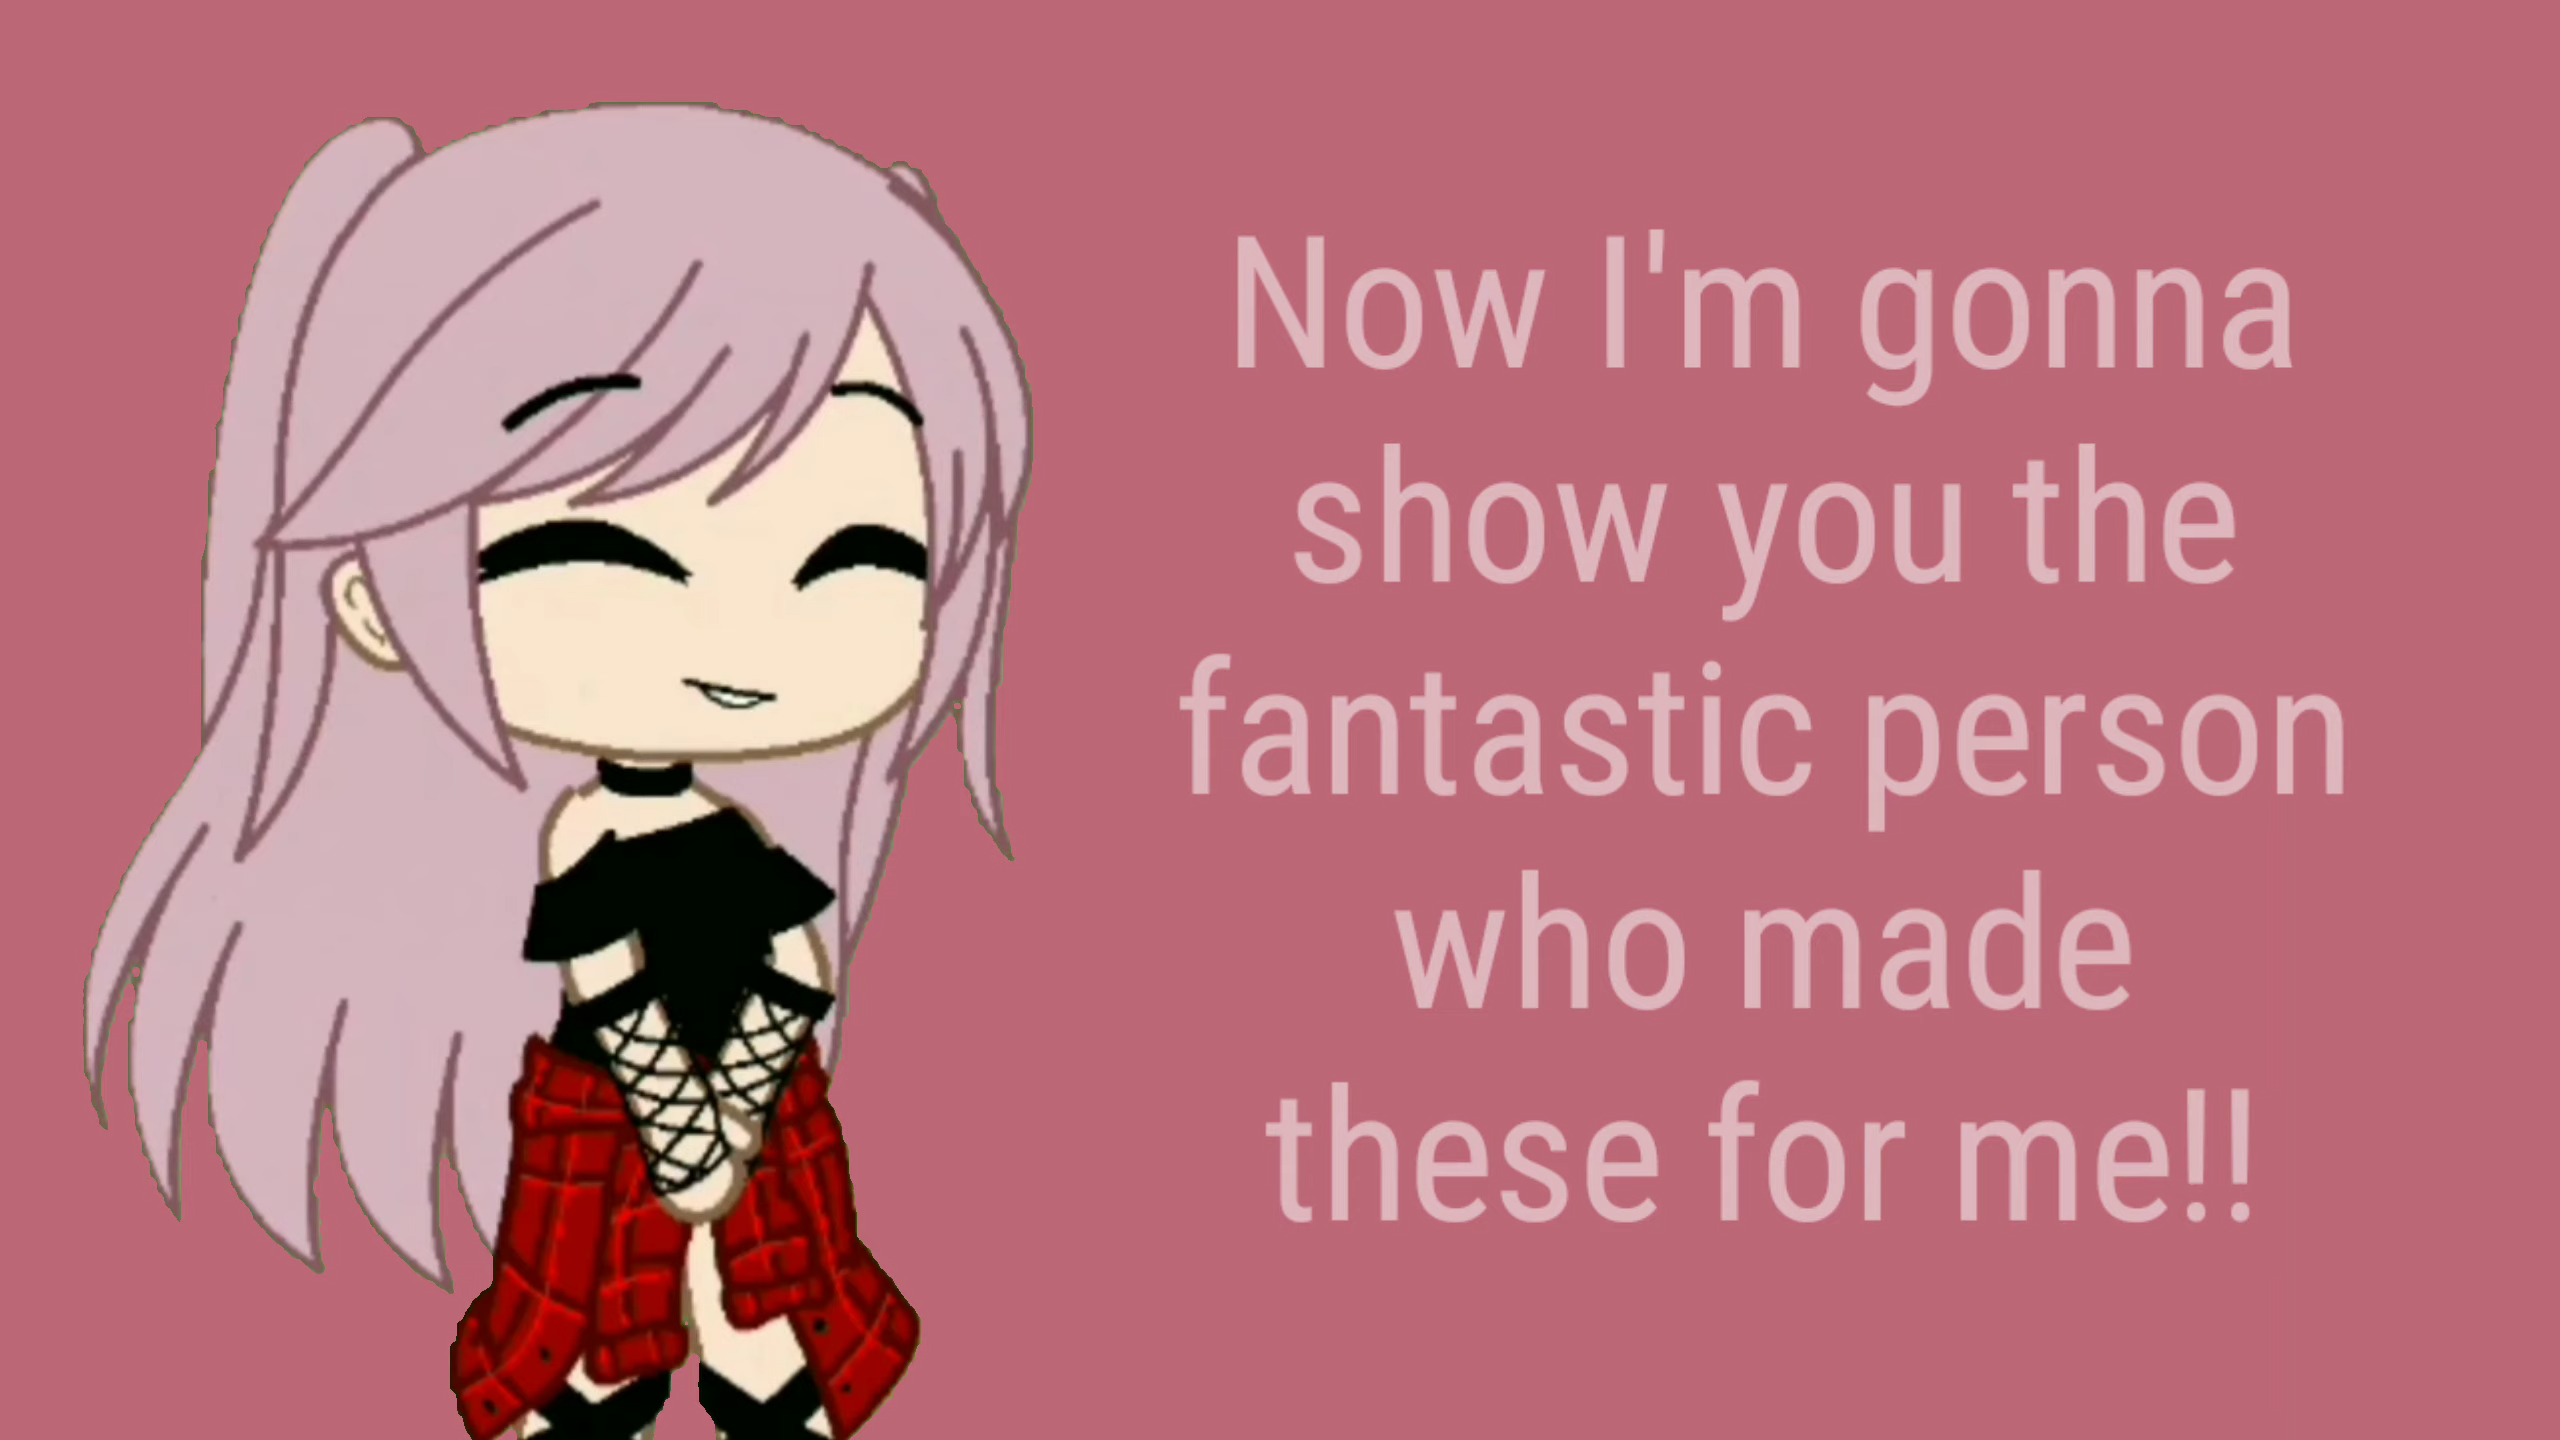 Now I'm gonna
show you the
fantastic person
who made
these for me!!